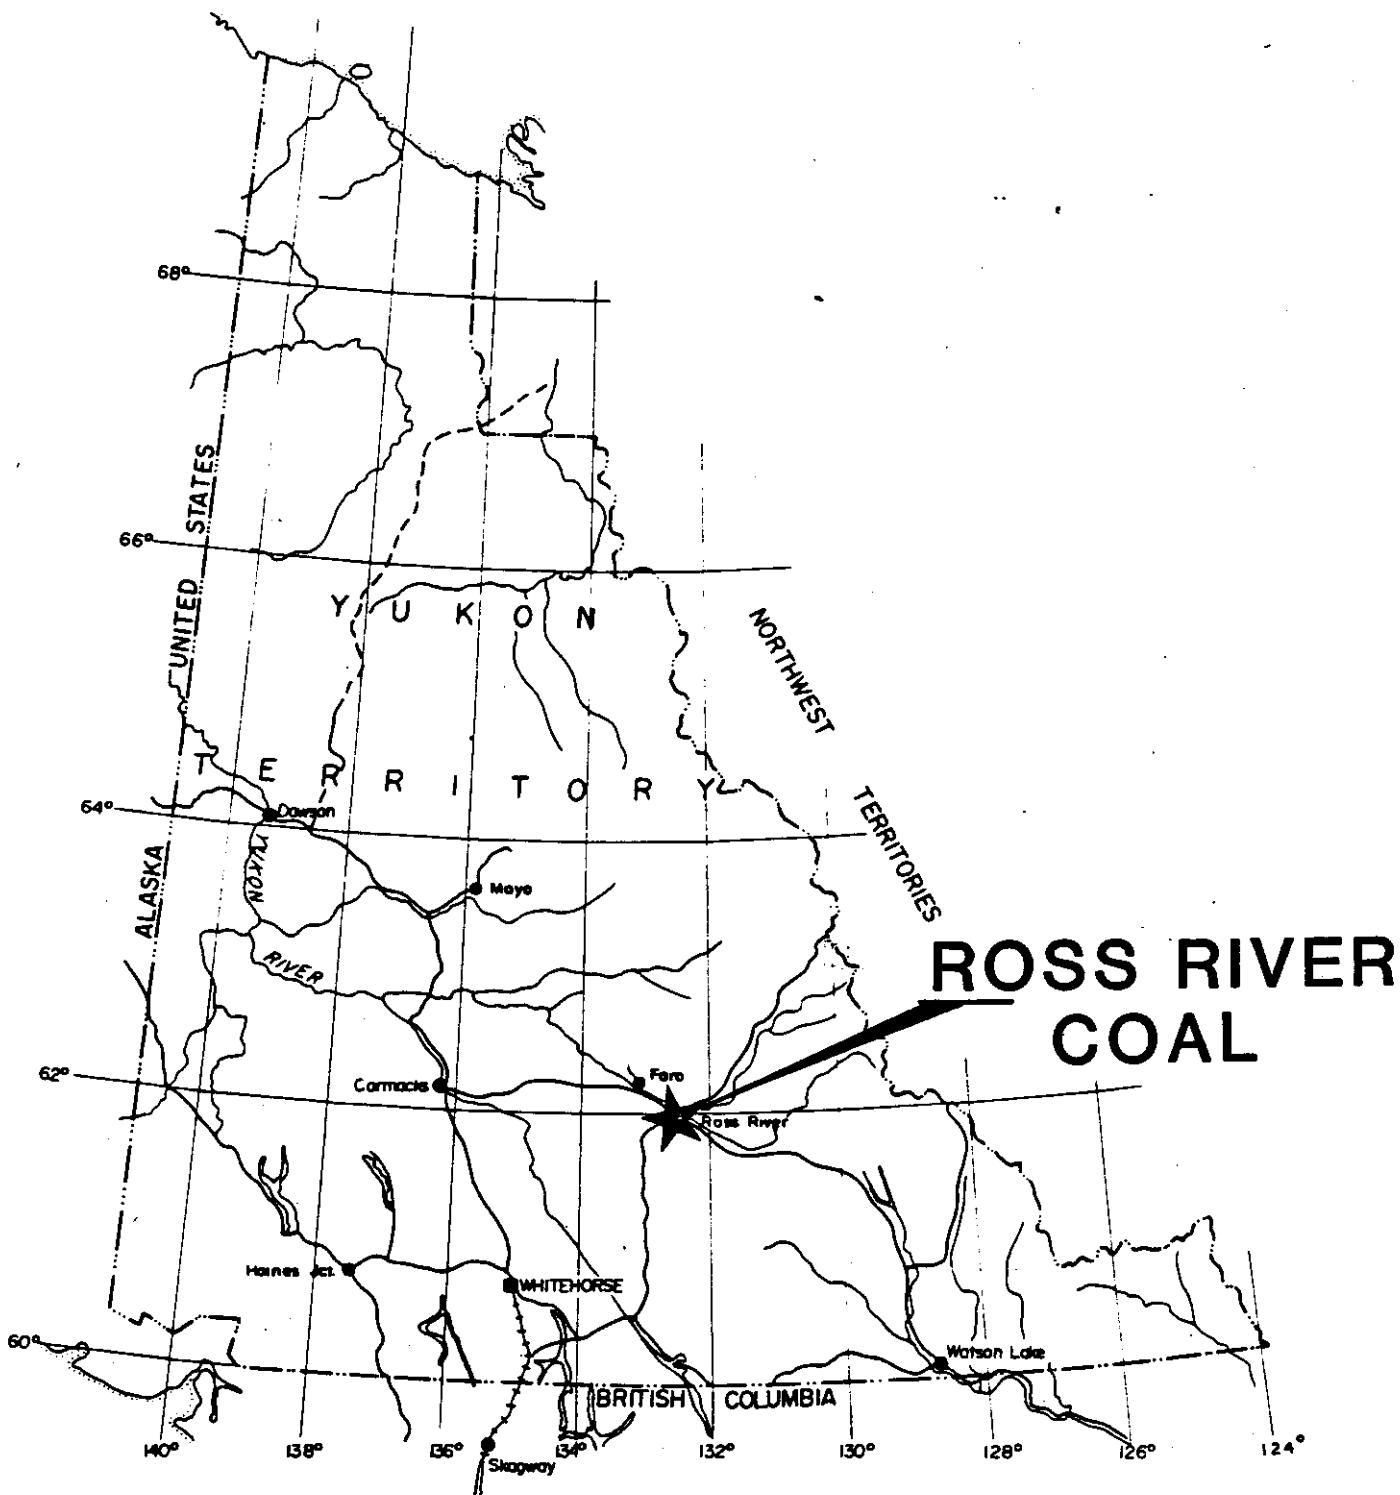 68°
UNITED STATES
66°
Y U K O N
NORTHWEST
TERRITORIES
T E R R I T O R Y
64°
Dawson
YUKON
RIVER
ALASKA
Mayo
ROSS RIVER
COAL
62°
Carmacks
Faro
Ross River
Haines Jct.
WHITEHORSE
60°
Watson Lake
BRITISH COLUMBIA
140° 138° 136° 134° 132° 130° 128° 126° 124°
Skagway